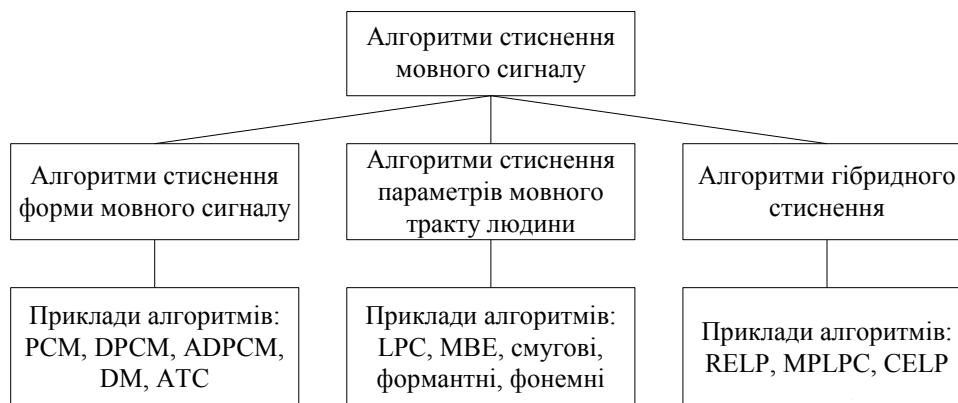 Алгоритми стиснення
мовного сигналу
Алгоритми стиснення
форми мовного сигналу
Алгоритми стиснення
параметрів мовного
тракту людини
Алгоритми гібридного
стиснення
Приклади алгоритмів:
PCM, DPCM, ADPCM,
DM, ATC
Приклади алгоритмів:
LPC, MBE, смугові,
формантні, фонемні
Приклади алгоритмів:
RELP, MPLPC, CELP